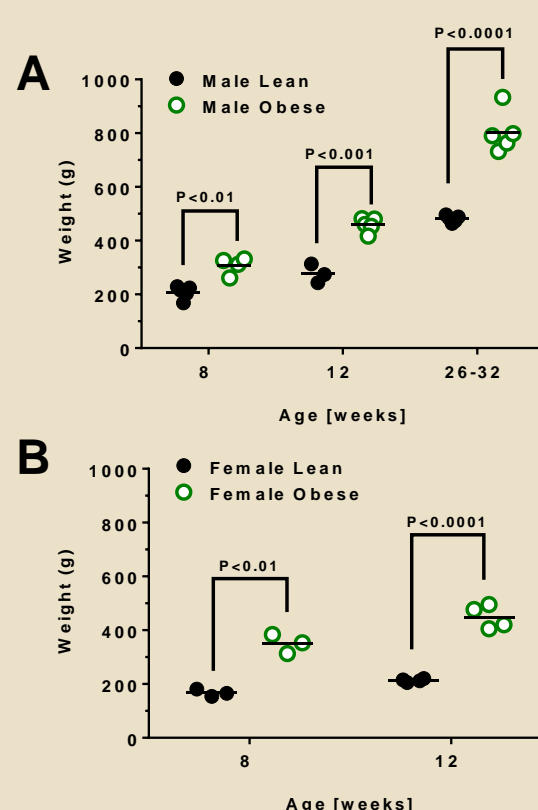 P<0.0001
A
1000
Male Lean
Male Obese
800
P<0.001
600
P<0.01
400
200
0
Weight (g)
8 12 26-32
Age [weeks]
B
1000
Female Lean
Female Obese
800
P<0.0001
600
P<0.01
400
200
0
Weight (g)
8 12
Age [weeks]